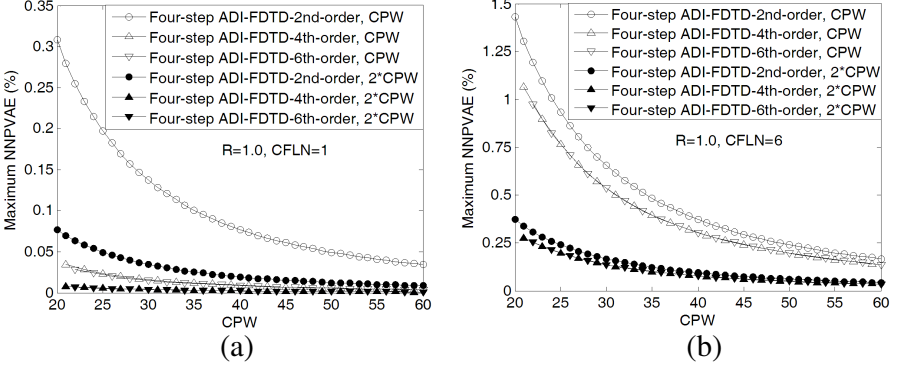 0.35
0.3
0.25
0.2
0.15
0.1
0.05
0
Maximum NNPVAE (%)
Four-step ADI-FDTD-2nd-order, CPW
Four-step ADI-FDTD-4th-order, CPW
Four-step ADI-FDTD-6th-order, CPW
Four-step ADI-FDTD-2nd-order, 2*CPW
Four-step ADI-FDTD-4th-order, 2*CPW
Four-step ADI-FDTD-6th-order, 2*CPW
R=1.0, CFLN=1
20 25 30 35 40 45 50 55 60
CPW
(a)
1.5
1.25
1
0.75
0.5
0.25
0
Maximum NNPVAE (%)
Four-step ADI-FDTD-2nd-order, CPW
Four-step ADI-FDTD-4th-order, CPW
Four-step ADI-FDTD-6th-order, CPW
Four-step ADI-FDTD-2nd-order, 2*CPW
Four-step ADI-FDTD-4th-order, 2*CPW
Four-step ADI-FDTD-6th-order, 2*CPW
R=1.0, CFLN=6
20 25 30 35 40 45 50 55 60
CPW
(b)